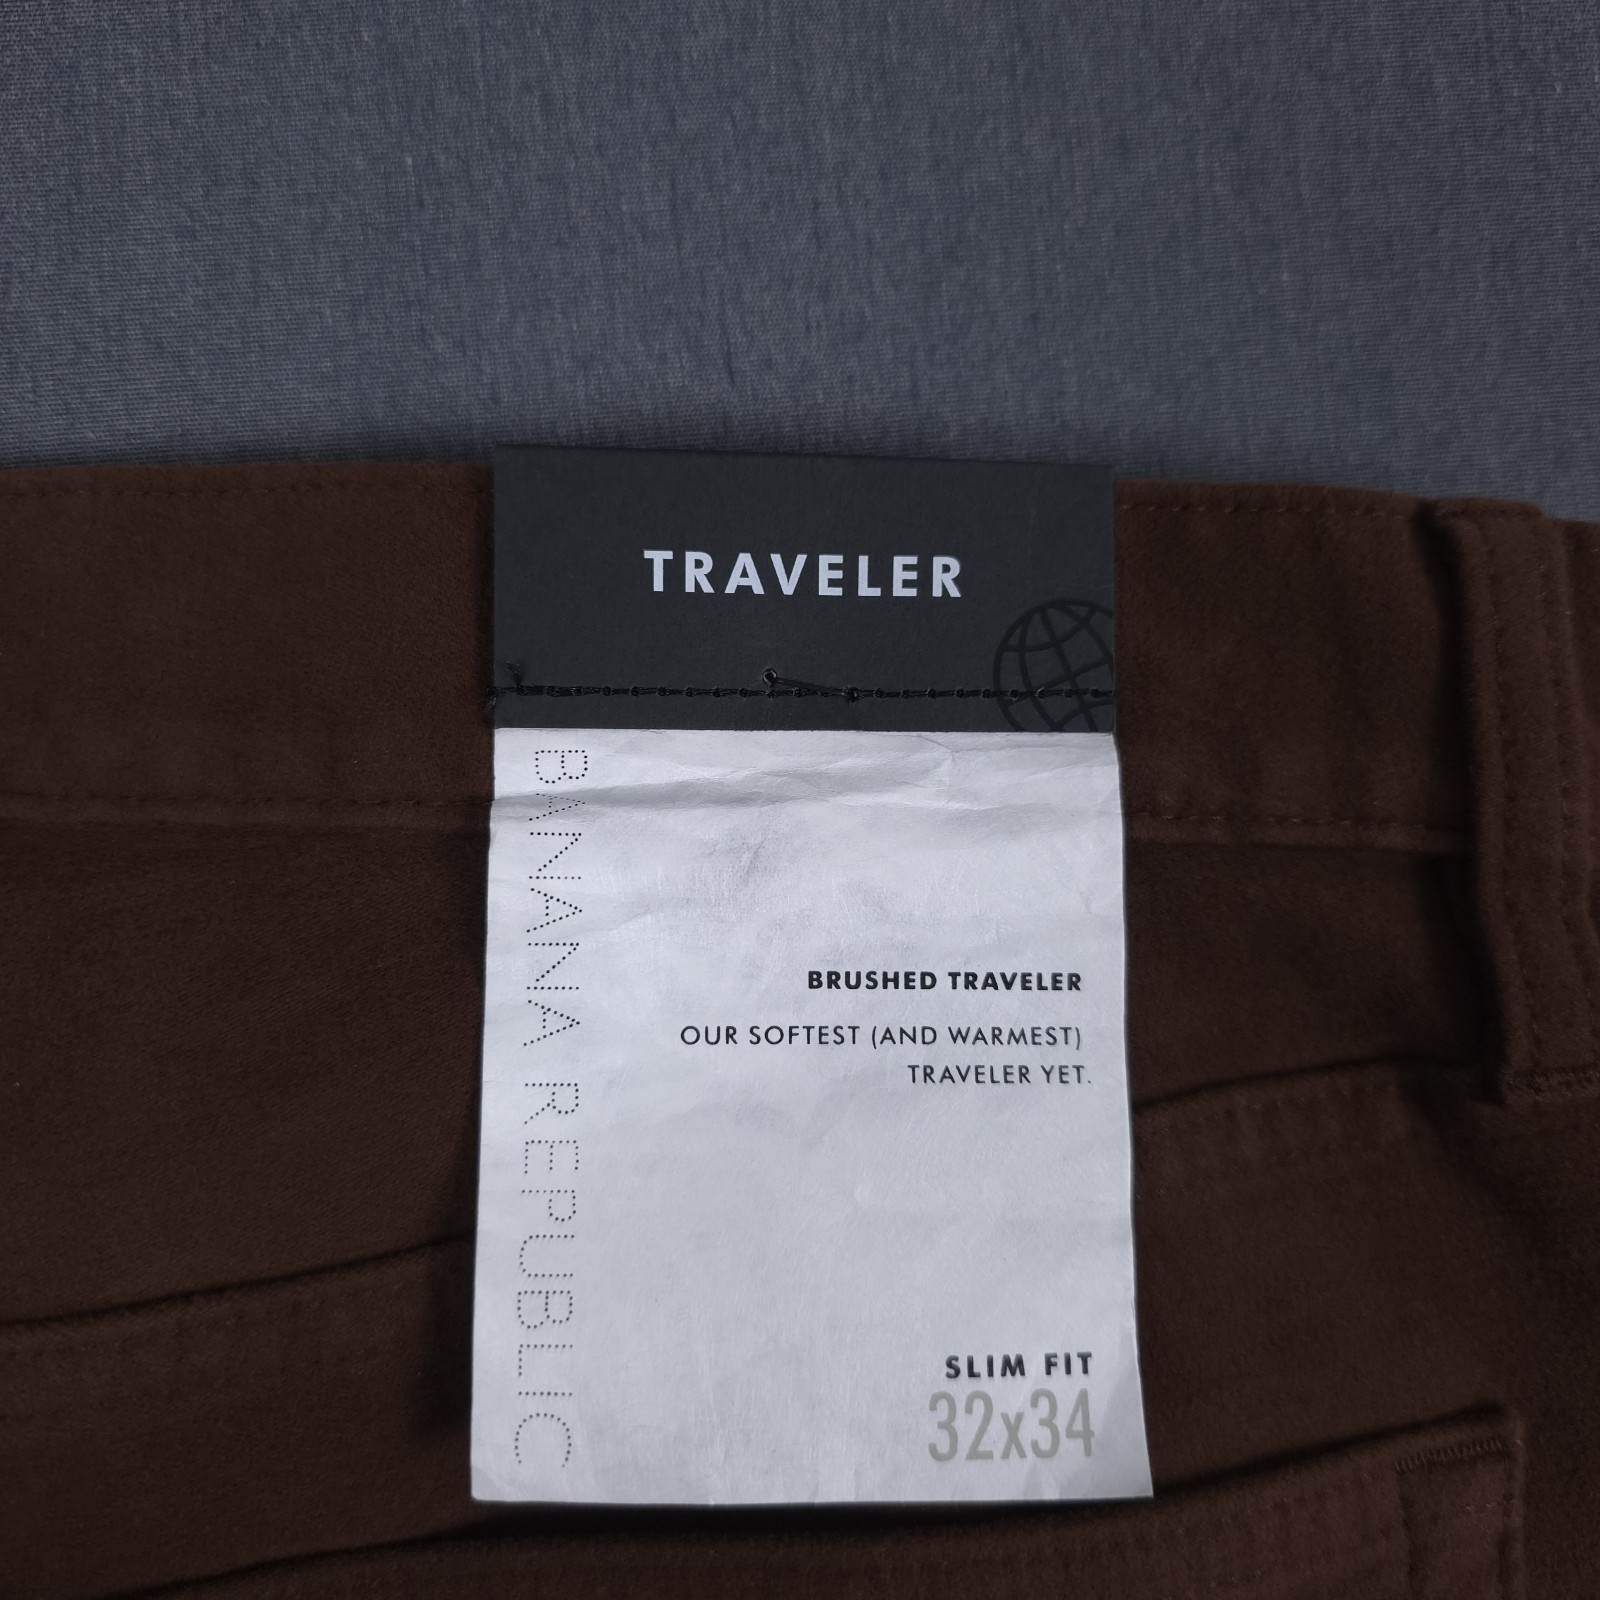 TRAVELER
BANANA REPUBLIC
BRUSHED TRAVELER
OUR SOFTEST (AND WARMEST)
TRAVELER YET.
SLIM FIT
32x34